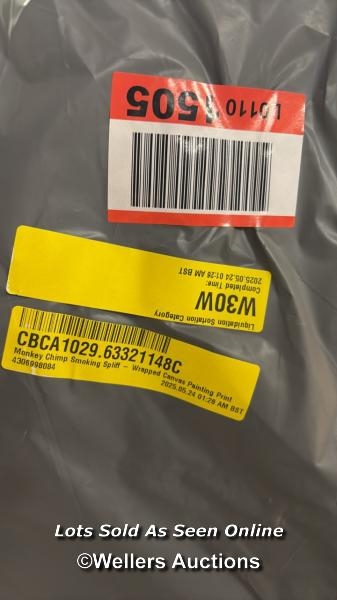 L0110 1505
Liquidation Sortation Category
W30W
Completed Time:
2025.05.24 01:28 AM BST
CBCA1029.63321148C
Monkey Chimp Smoking Spliff – Wrapped Canvas Painting Print
4306998084
2025.05.24 01:28 AM BST
Lots Sold As Seen Online
©Wellers Auctions